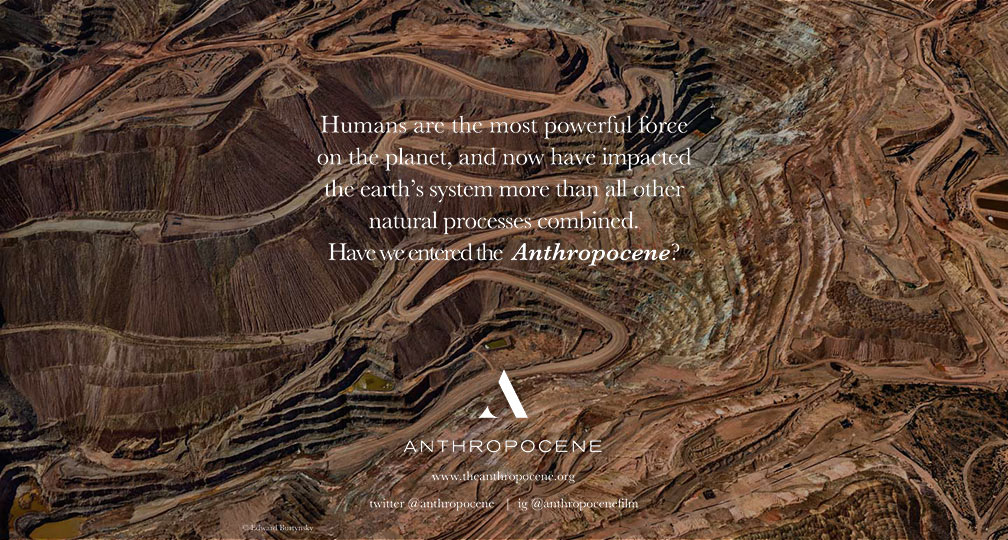 Humans are the most powerful force
on the planet, and now have impacted
the earth's system more than all other
natural processes combined.
Have we entered the Anthropocene?
ANTHROPOCENE
www.theanthropocene.org
twitter @anthropocene | ig @anthropocenefilm
© Edward Burtynsky